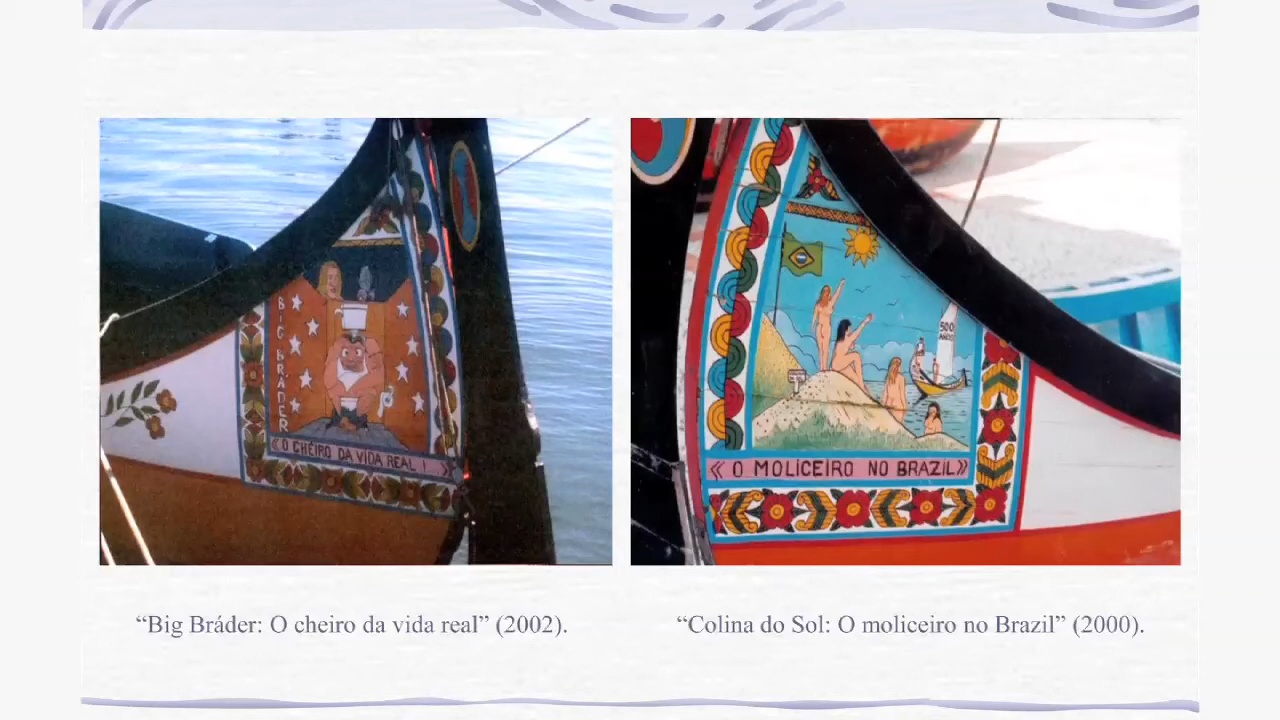 BIG BRÁDER
«O CHEIRO DA VIDA REAL ! »
500
ANOS
« O MOLICEIRO NO BRAZIL»
“Big Bráder: O cheiro da vida real” (2002).
“Colina do Sol: O moliceiro no Brazil” (2000).